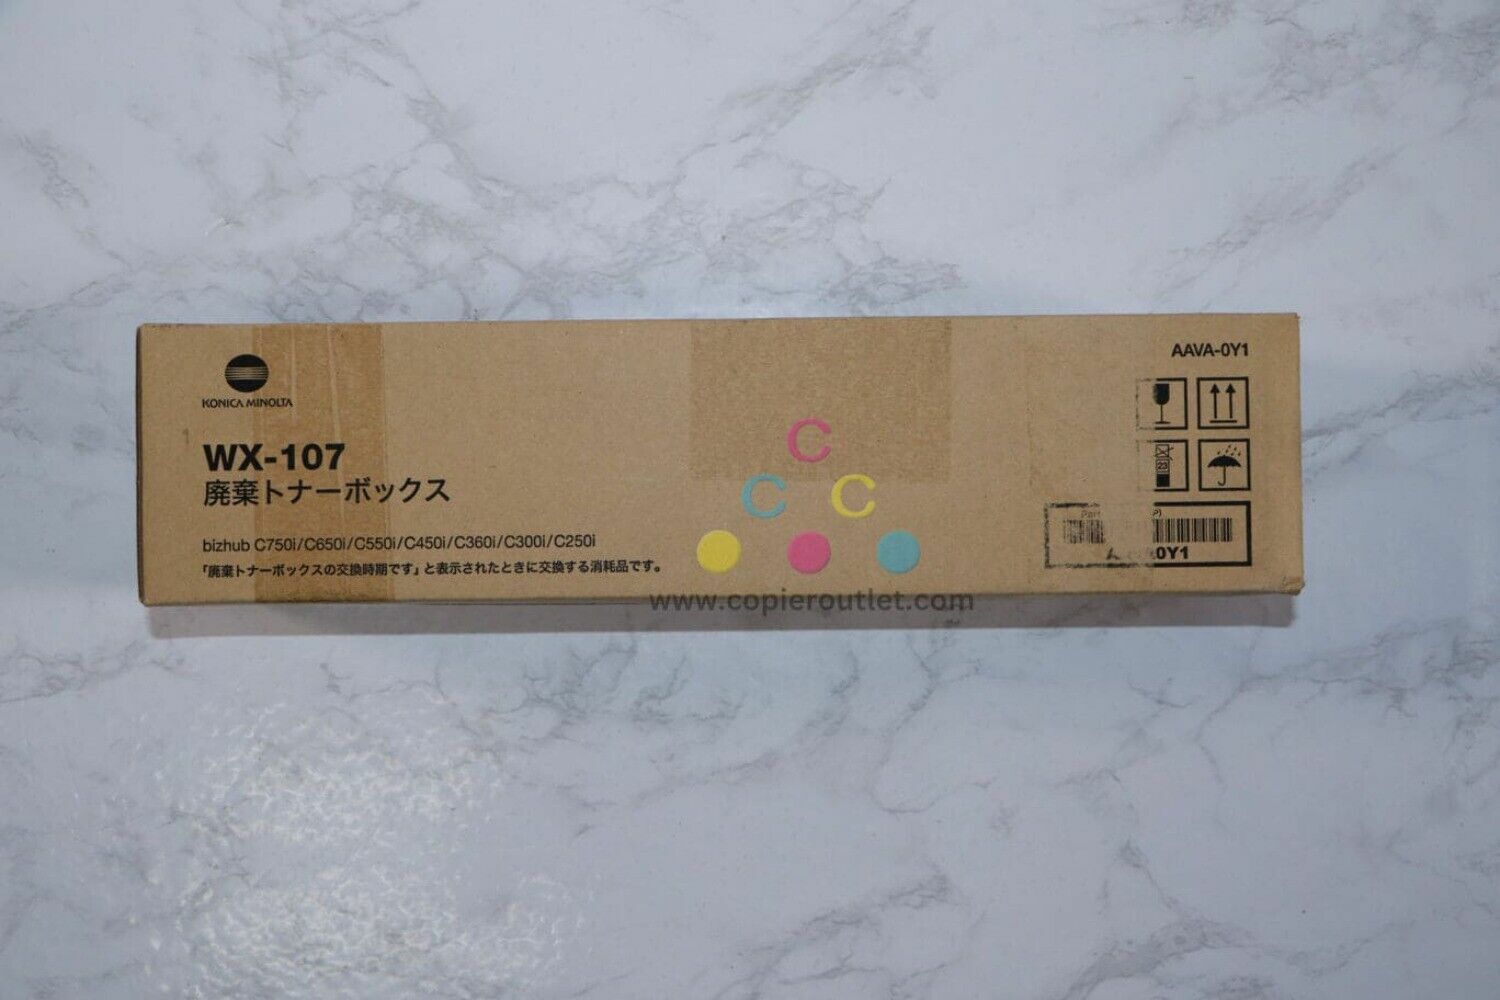 KONICA MINOLTA
AAVA-0Y1
WX-107
廃棄トナーボックス
C
C C
23
bizhub C750i/C650i/C550i/C450i/C360i/C300i/C250i
「廃棄トナーボックスの交換時期です」と表示されたときに交換する消耗品です。
Part P)
0Y1
www.copieroutlet.com